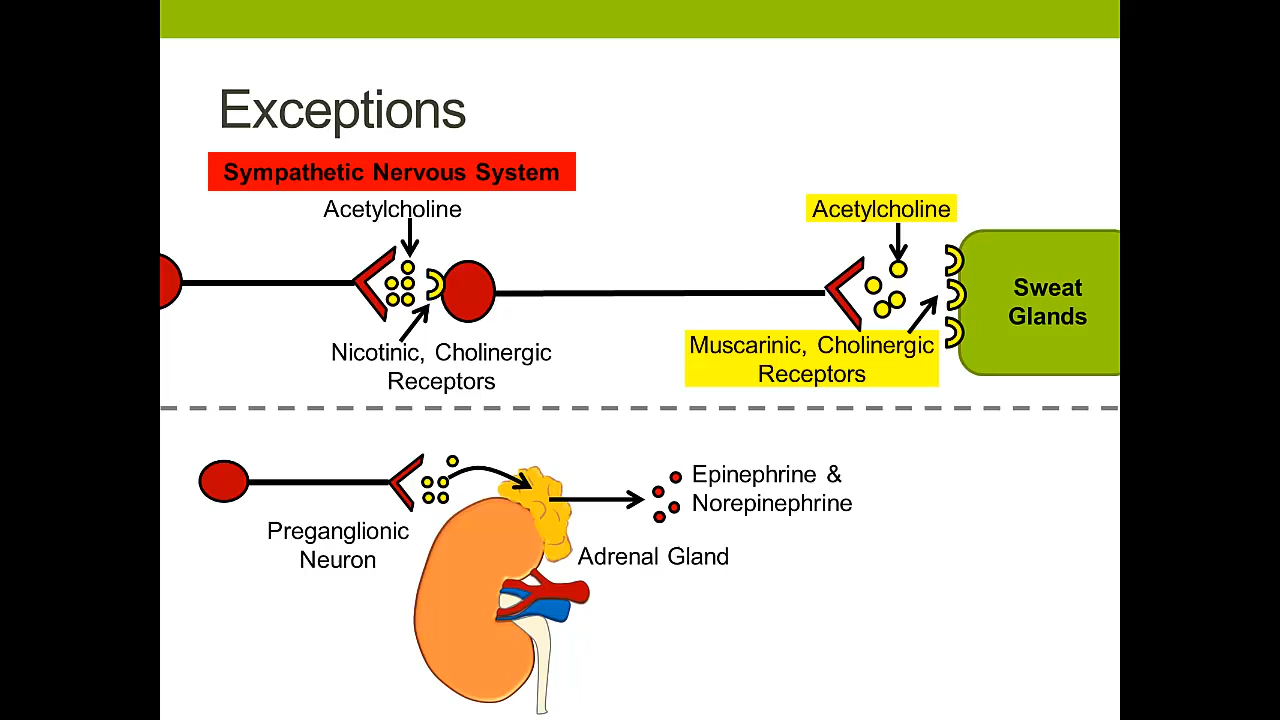 Exceptions
Sympathetic Nervous System
Acetylcholine
Acetylcholine
Sweat
Glands
Nicotinic, Cholinergic
Receptors
Muscarinic, Cholinergic
Receptors
Epinephrine &
Norepinephrine
Preganglionic
Neuron
Adrenal Gland